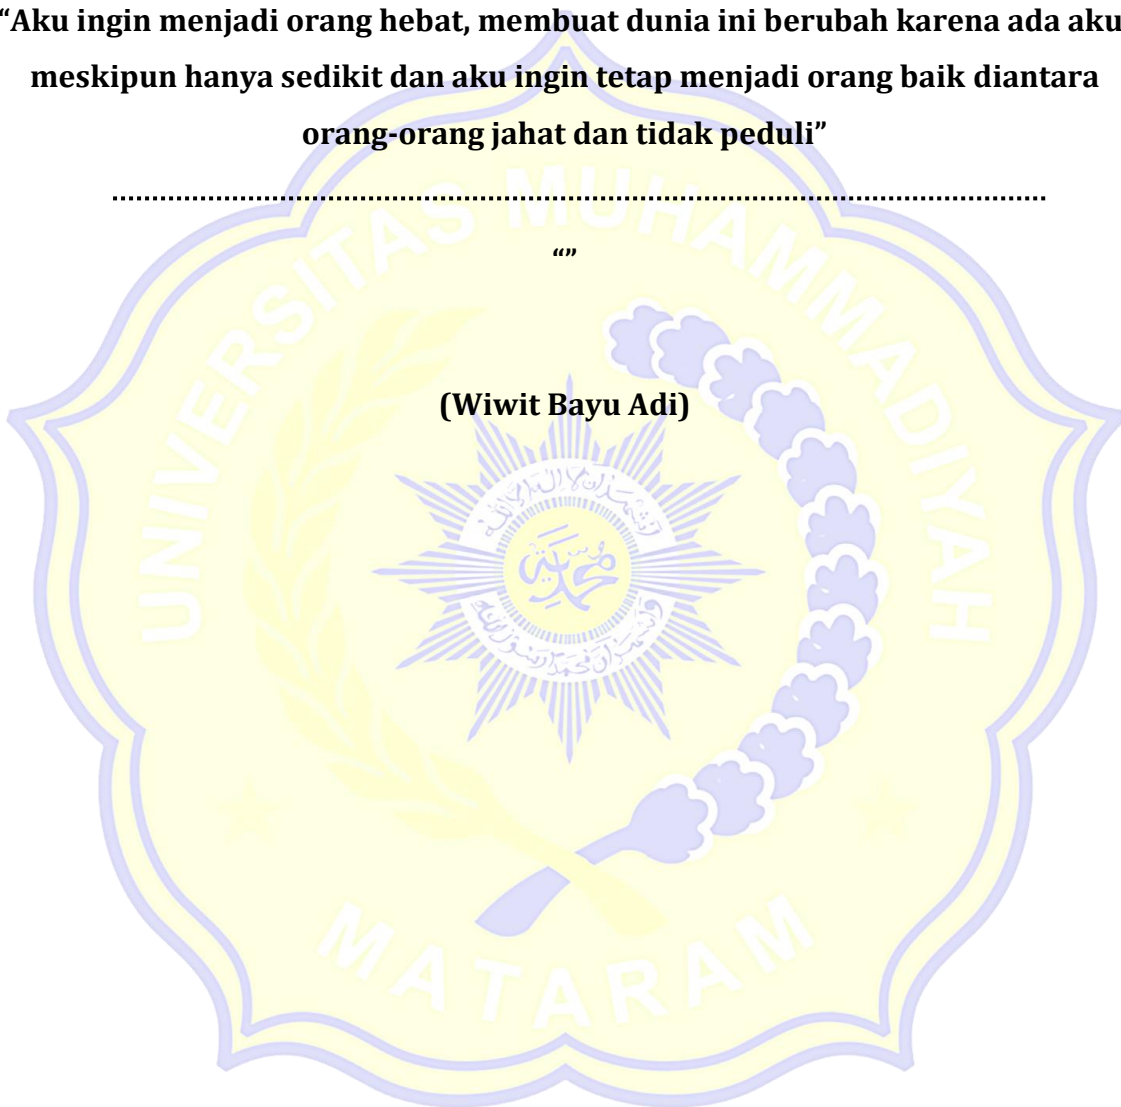 “Aku ingin menjadi orang hebat, membuat dunia ini berubah karena ada aku
meskipun hanya sedikit dan aku ingin tetap menjadi orang baik diantara
orang-orang jahat dan tidak peduli”
...............................................................................................................
“”
(Wiwit Bayu Adi)
UNIVERSITAS MUHAMMADIYAH
MATARAM